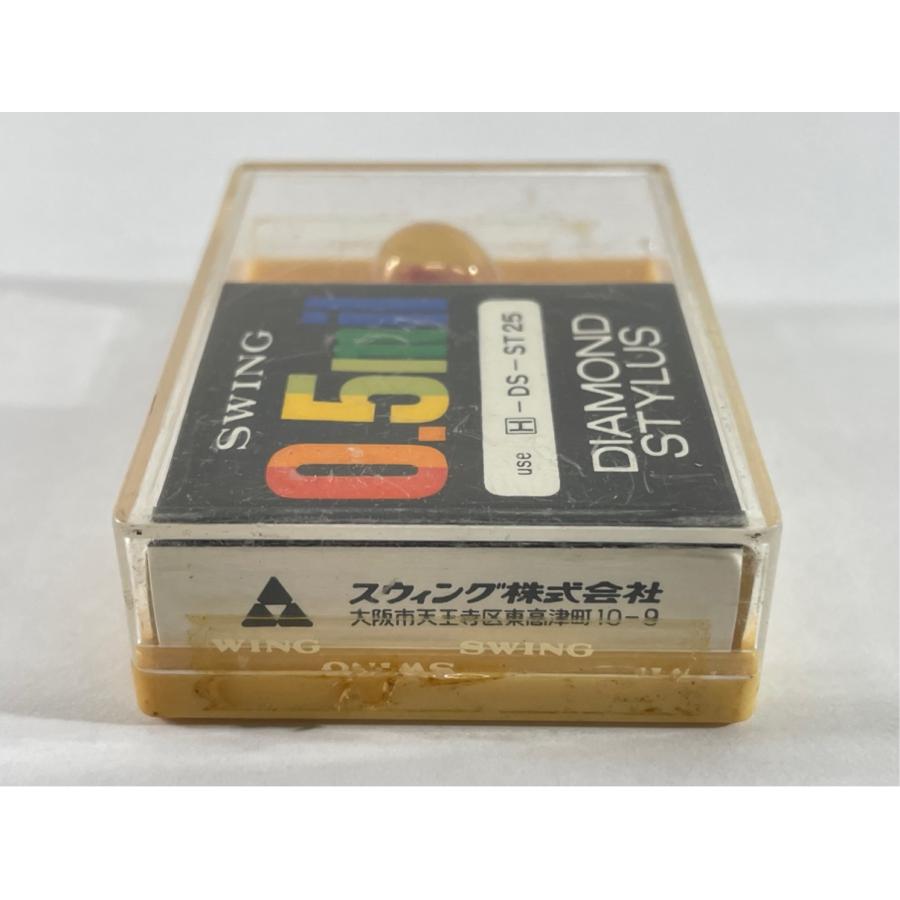 SWING
0.5mil
use H-DS-ST25
DIAMOND
STYLUS
スウィング株式会社
大阪市天王寺区東高津町10-9
WING
SWING
SWING